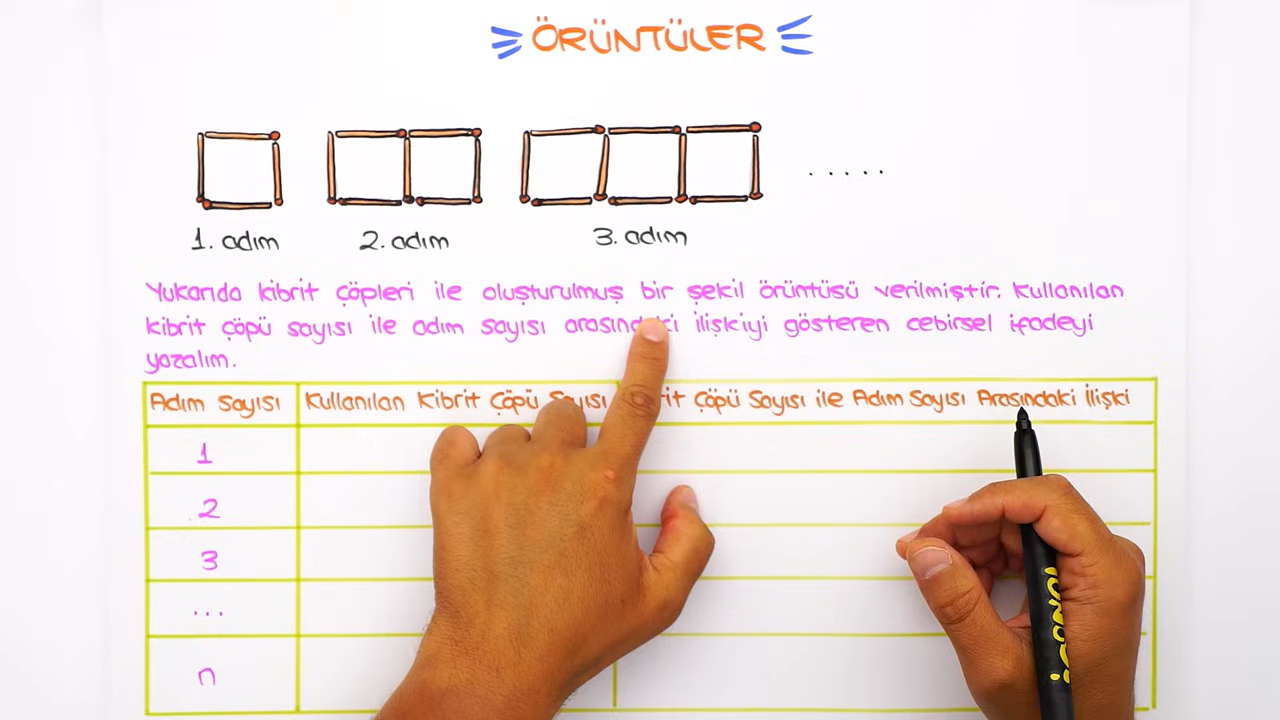 ÖRÜNTÜLER
1. adım 2. adım 3. adım .....
Yukarıda kibrit çöpleri ile oluşturulmuş bir şekil örüntüsü verilmiştir. Kullanılan
kibrit çöpü sayısı ile adım sayısı arasındaki ilişkiyi gösteren cebirsel ifadeyi
yazalım.
Adım Sayısı Kullanılan Kibrit Çöpü Sayısı Çöpü Sayısı ile Adım Sayısı Arasındaki İlişki
1
2
3
...
n